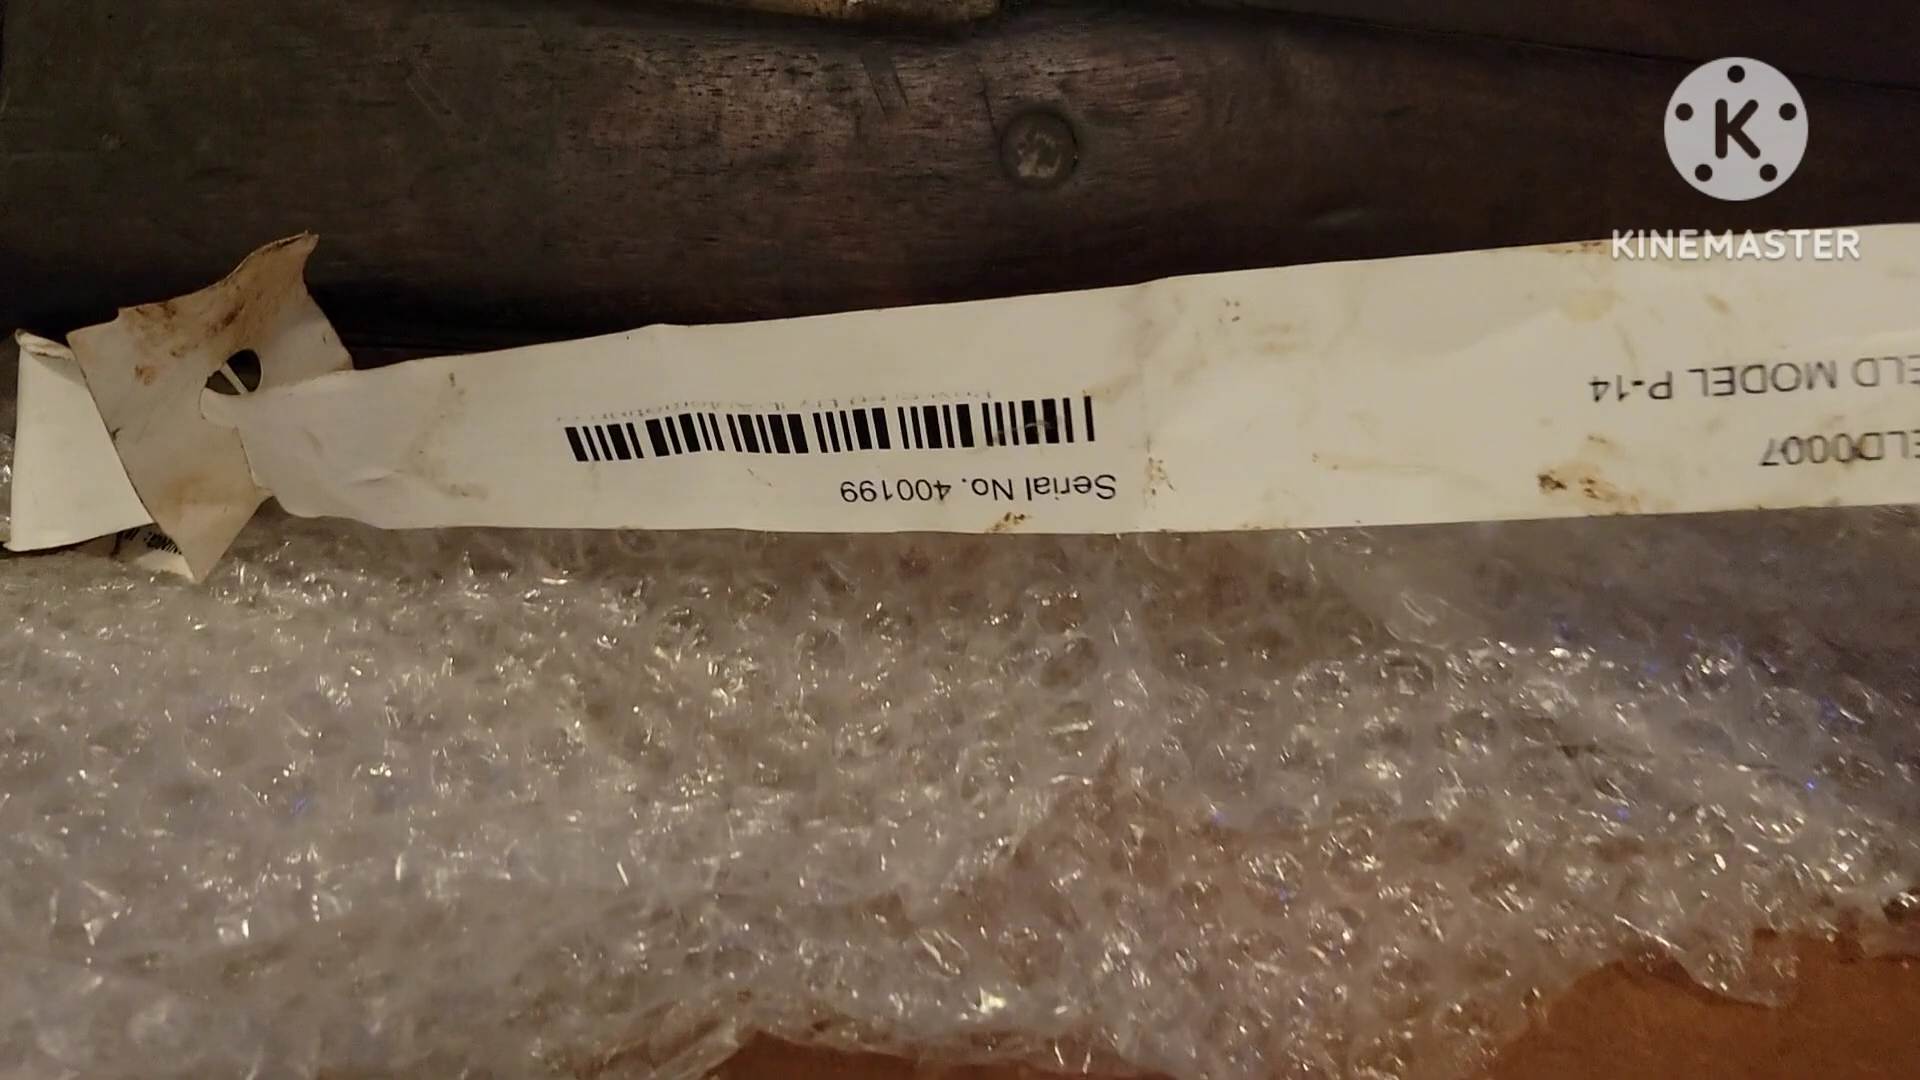 K
KINEMASTER
ELD0007
ELD MODEL P-14
Serial No. 400199